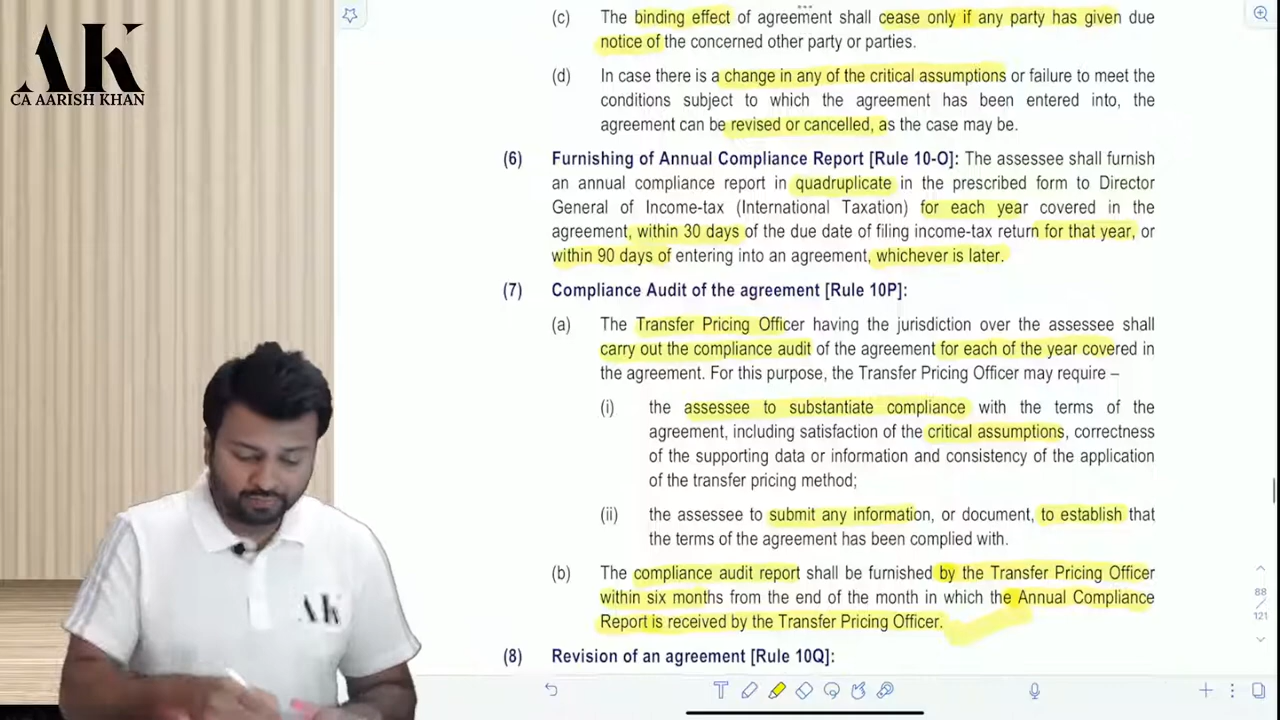 AK
CA AARISH KHAN
(c) The binding effect of agreement shall cease only if any party has given due
notice of the concerned other party or parties.
(d) In case there is a change in any of the critical assumptions or failure to meet the
conditions subject to which the agreement has been entered into, the
agreement can be revised or cancelled, as the case may be.
(6) Furnishing of Annual Compliance Report [Rule 10-O]: The assessee shall furnish
an annual compliance report in quadruplicate in the prescribed form to Director
General of Income-tax (International Taxation) for each year covered in the
agreement, within 30 days of the due date of filing income-tax return for that year, or
within 90 days of entering into an agreement, whichever is later.
(7) Compliance Audit of the agreement [Rule 10P]:
(a) The Transfer Pricing Officer having the jurisdiction over the assessee shall
carry out the compliance audit of the agreement for each of the year covered in
the agreement. For this purpose, the Transfer Pricing Officer may require –
(i) the assessee to substantiate compliance with the terms of the
agreement, including satisfaction of the critical assumptions, correctness
of the supporting data or information and consistency of the application
of the transfer pricing method;
(ii) the assessee to submit any information, or document, to establish that
the terms of the agreement has been complied with.
(b) The compliance audit report shall be furnished by the Transfer Pricing Officer
within six months from the end of the month in which the Annual Compliance
Report is received by the Transfer Pricing Officer.
(8) Revision of an agreement [Rule 10Q]:
88
121
AK